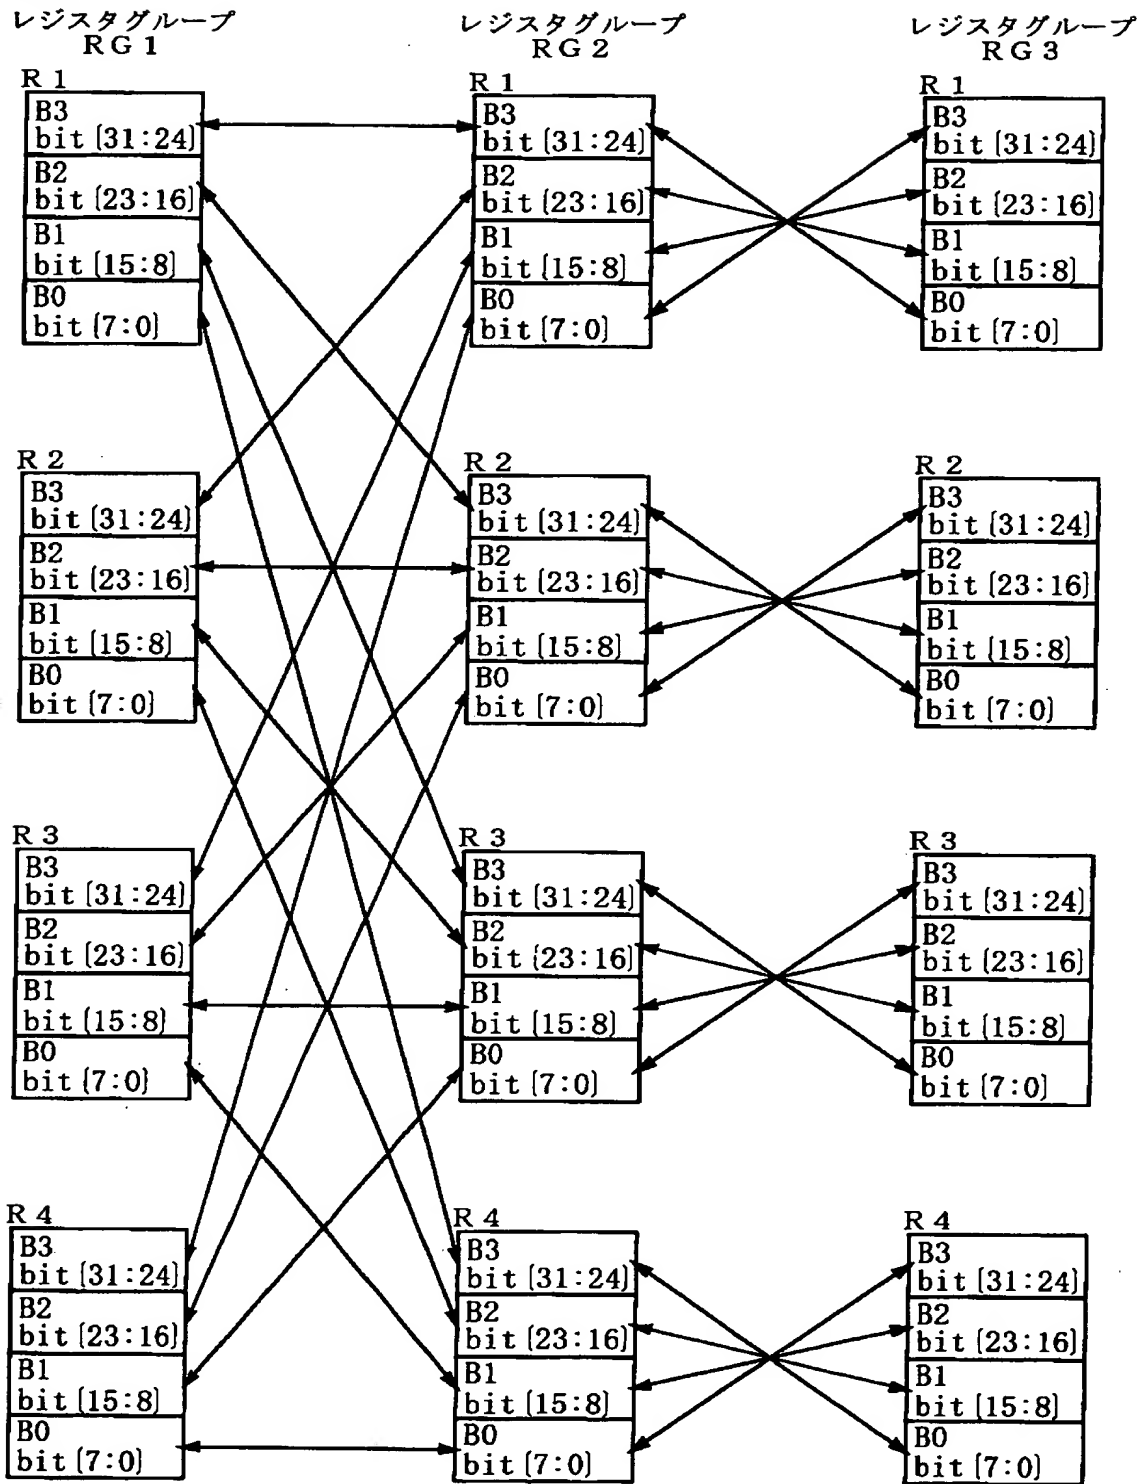 レジスタグループ
RG1
R1
B3
bit [31:24]
B2
bit [23:16]
B1
bit [15:8]
B0
bit [7:0]
R2
B3
bit [31:24]
B2
bit [23:16]
B1
bit [15:8]
B0
bit [7:0]
R3
B3
bit [31:24]
B2
bit [23:16]
B1
bit [15:8]
B0
bit [7:0]
R4
B3
bit [31:24]
B2
bit [23:16]
B1
bit [15:8]
B0
bit [7:0]
レジスタグループ
RG2
R1
B3
bit [31:24]
B2
bit [23:16]
B1
bit [15:8]
B0
bit [7:0]
R2
B3
bit [31:24]
B2
bit [23:16]
B1
bit [15:8]
B0
bit [7:0]
R3
B3
bit [31:24]
B2
bit [23:16]
B1
bit [15:8]
B0
bit [7:0]
R4
B3
bit [31:24]
B2
bit [23:16]
B1
bit [15:8]
B0
bit [7:0]
レジスタグループ
RG3
R1
B3
bit [31:24]
B2
bit [23:16]
B1
bit [15:8]
B0
bit [7:0]
R2
B3
bit [31:24]
B2
bit [23:16]
B1
bit [15:8]
B0
bit [7:0]
R3
B3
bit [31:24]
B2
bit [23:16]
B1
bit [15:8]
B0
bit [7:0]
R4
B3
bit [31:24]
B2
bit [23:16]
B1
bit [15:8]
B0
bit [7:0]